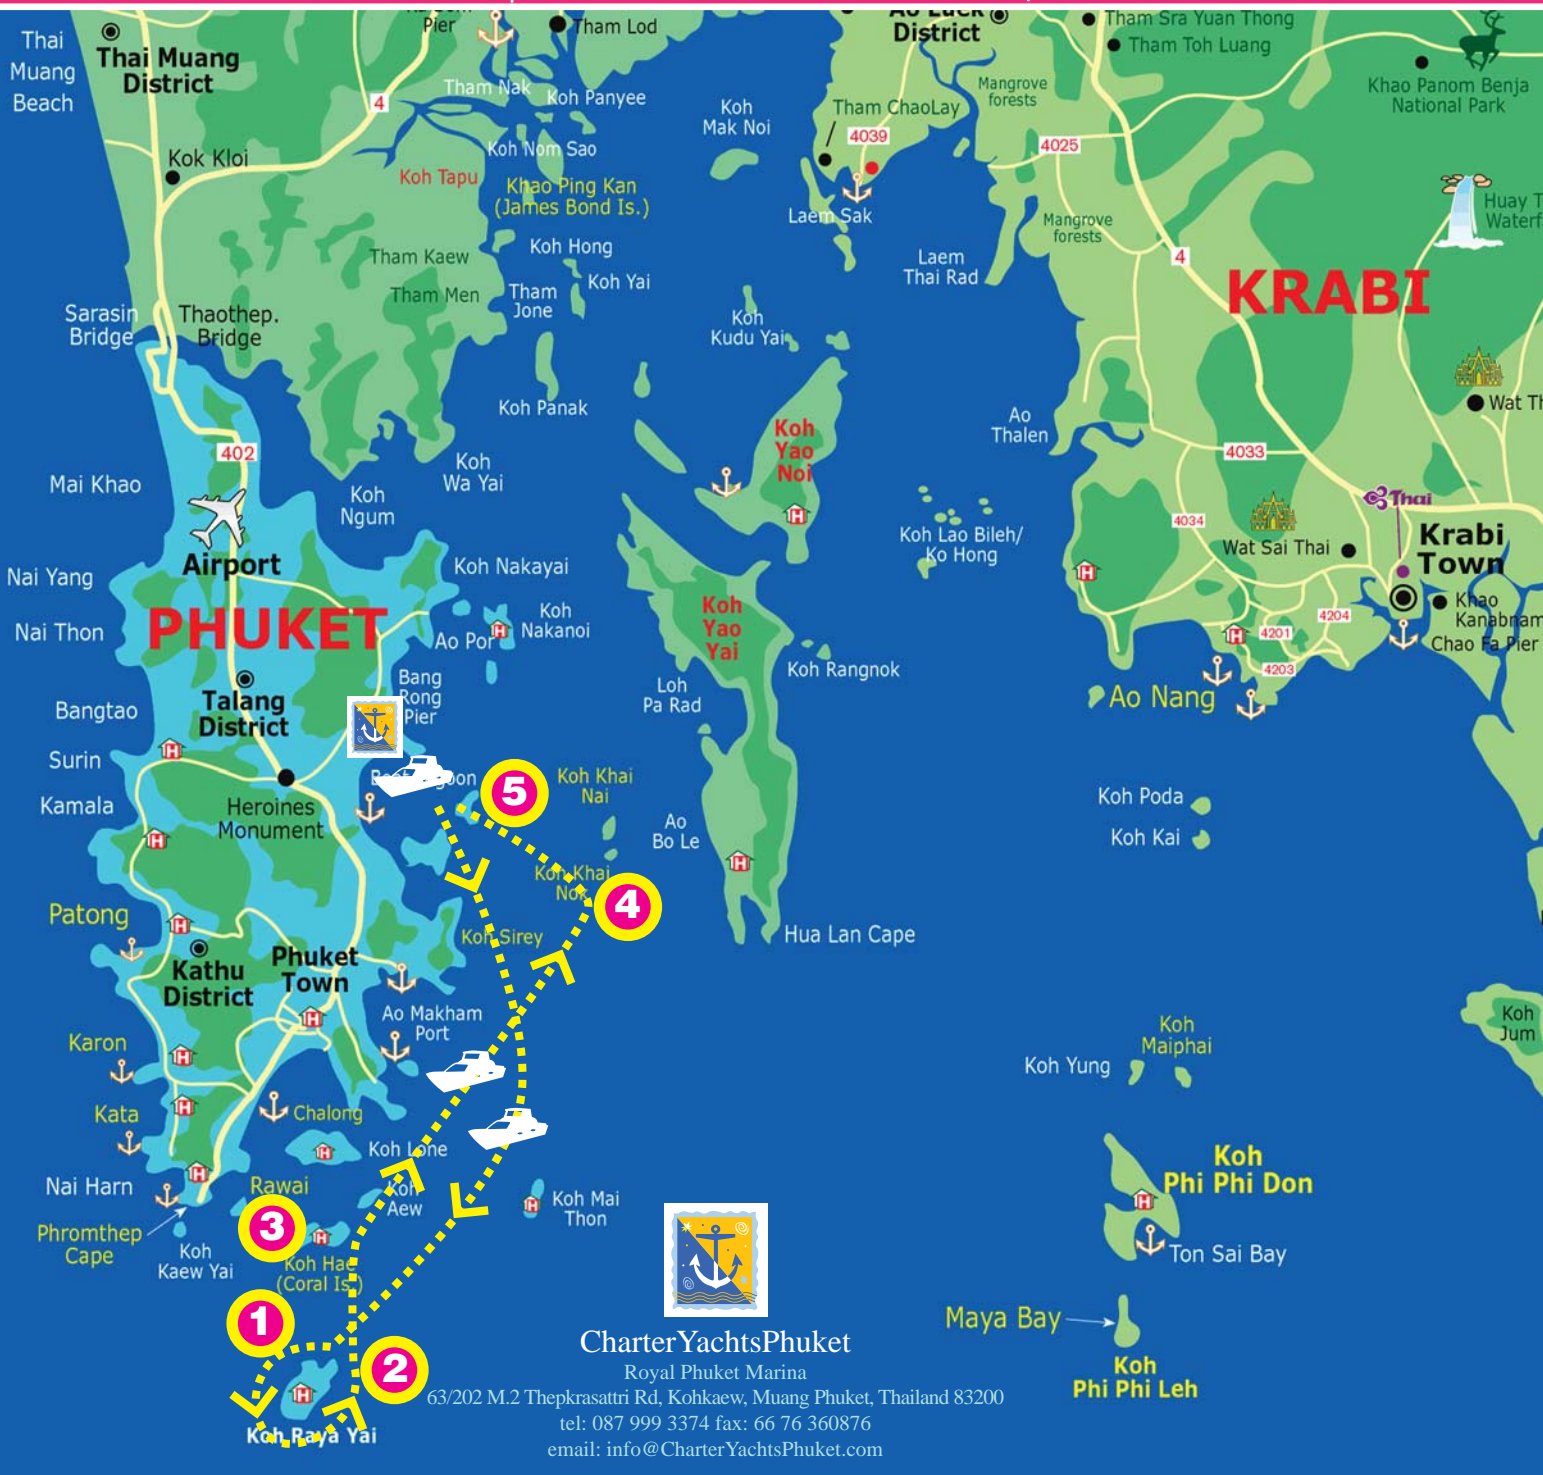 Thai
Muang
Beach
Thai Muang
District
Pier
Tham Lod
District
Tham Sra Yuan Thong
Tham Toh Luang
Khao Panom Benja
National Park
4
Tham Nak
Koh Panyee
Koh
Mak Noi
Tham ChaoLay
4039
Mangrove
forests
4025
Kok Kloi
Koh Nom Sao
Koh Tapu
Khao Ping Kan
(James Bond Is.)
Laem Sak
Mangrove
forests
Huay T
Waterf
Koh Hong
Tham Kaew
Koh Yai
Laem
Thai Rad
4
KRABI
Tham Men
Tham
Jone
Sarasin
Bridge
Thaothep.
Bridge
Koh
Kudu Yai
Koh Panak
Wat Th
Koh
Yao
Noi
Ao
Thalen
402
4033
Mai Khao
Koh
Wa Yai
Koh
Ngum
Thai
4034
Koh Lao Bileh/
Ko Hong
Wat Sai Thai
Krabi
Town
Airport
Koh Nakayai
Nai Yang
PHUKET
Koh
Nakanoi
Koh
Yao
Yai
Khao
Kanabnam
4204
4201
Nai Thon
Ao Por
Chao Fa Pier
4203
Koh Rangnok
Bang
Rong
Pier
Talang
District
Loh
Pa Rad
Ao Nang
Bangtao
Surin
Koh Khai
Nai
5
Kamala
Heroines
Monument
Koh Poda
Ao
Bo Le
Koh Kai
Koh Khai
Nok
4
Patong
Koh Sirey
Hua Lan Cape
Kathu
District
Phuket
Town
Ao Makham
Port
Koh
Jum
Karon
Koh
Maiphai
Koh Yung
Kata
Chalong
Koh Lone
Koh
Phi Phi Don
Nai Harn
Rawai
Koh
Aew
Koh Mai
Thon
3
Phromthep
Cape
Koh
Kaew Yai
Koh Hae
(Coral Is.)
Ton Sai Bay
1
Maya Bay
2
Koh
Phi Phi Leh
Koh Raya Yai
CharterYachtsPhuket
Royal Phuket Marina
63/202 M.2 Thepkrasattri Rd, Kohkaew, Muang Phuket, Thailand 83200
tel: 087 999 3374 fax: 66 76 360876
email: info@CharterYachtsPhuket.com